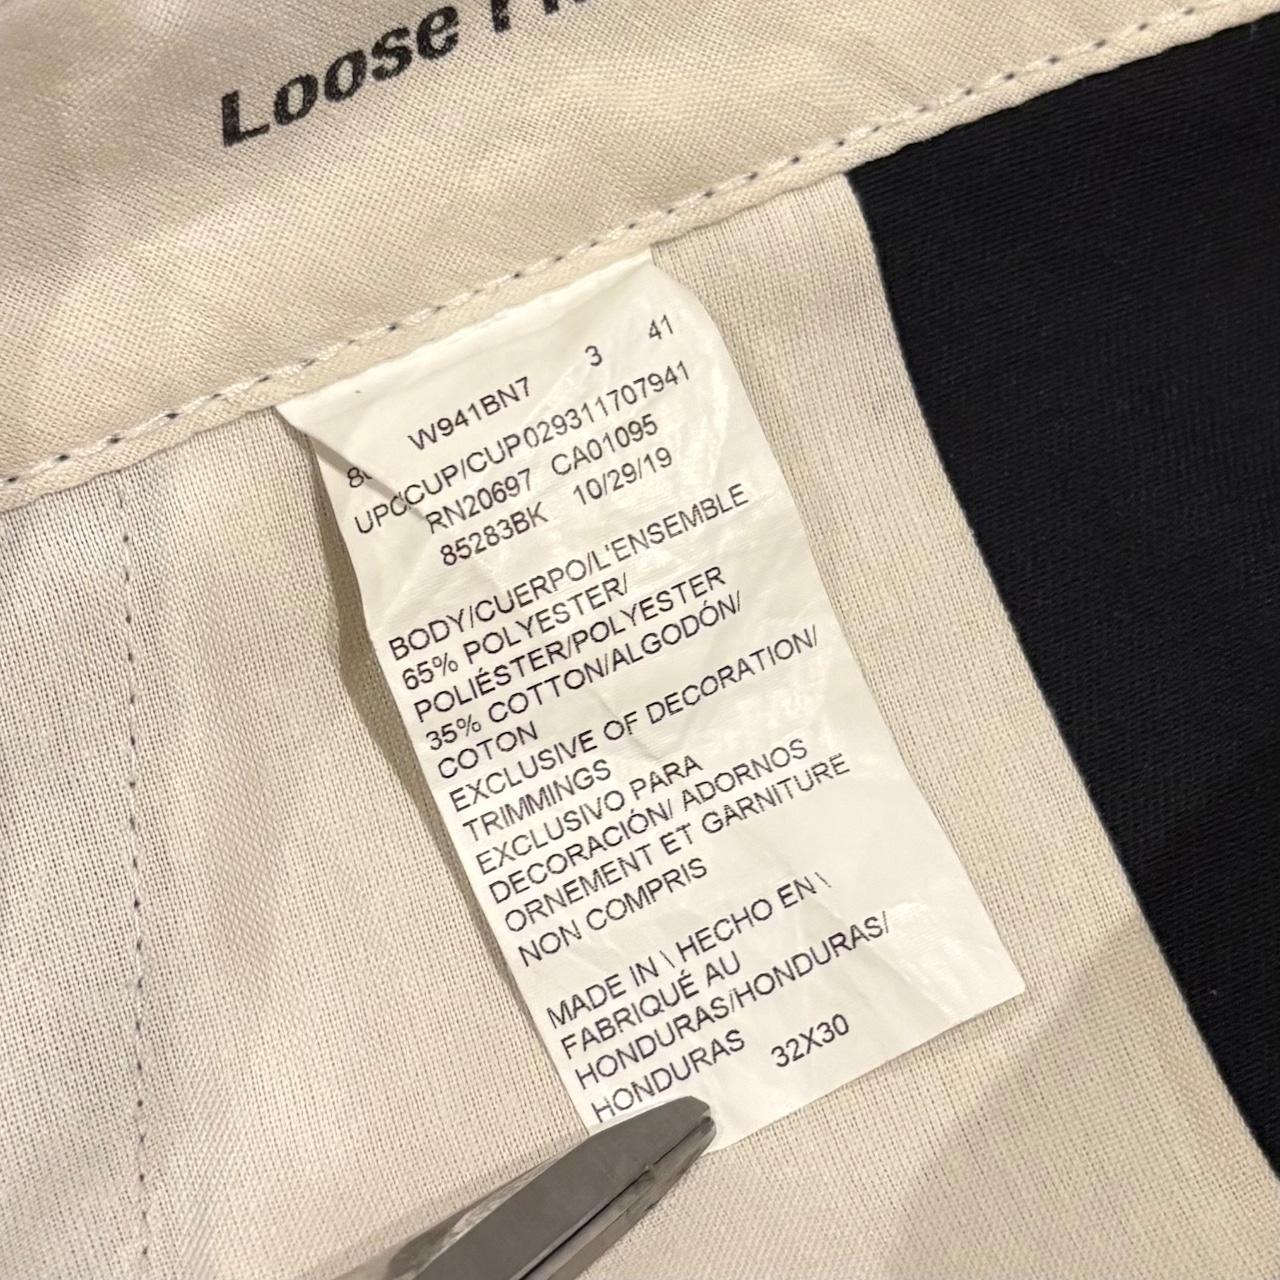 Loose
W941BN7 3 41
UPCCUP/CUP029311707941
RN20697 CA01095
85283BK 10/29/19
BODY/CUERPO/L'ENSEMBLE
65% POLYESTER/
POLIÉSTER/POLYESTER
35% COTTON/ALGODÓN/
COTON
EXCLUSIVE OF DECORATION/
TRIMMINGS
EXCLUSIVO PARA
DECORACIÓN/ ADORNOS
ORNEMENT ET GARNITURE
NON COMPRIS
MADE IN \ HECHO EN \
FABRIQUÉ AU
HONDURAS/HONDURAS/
HONDURAS 32X30